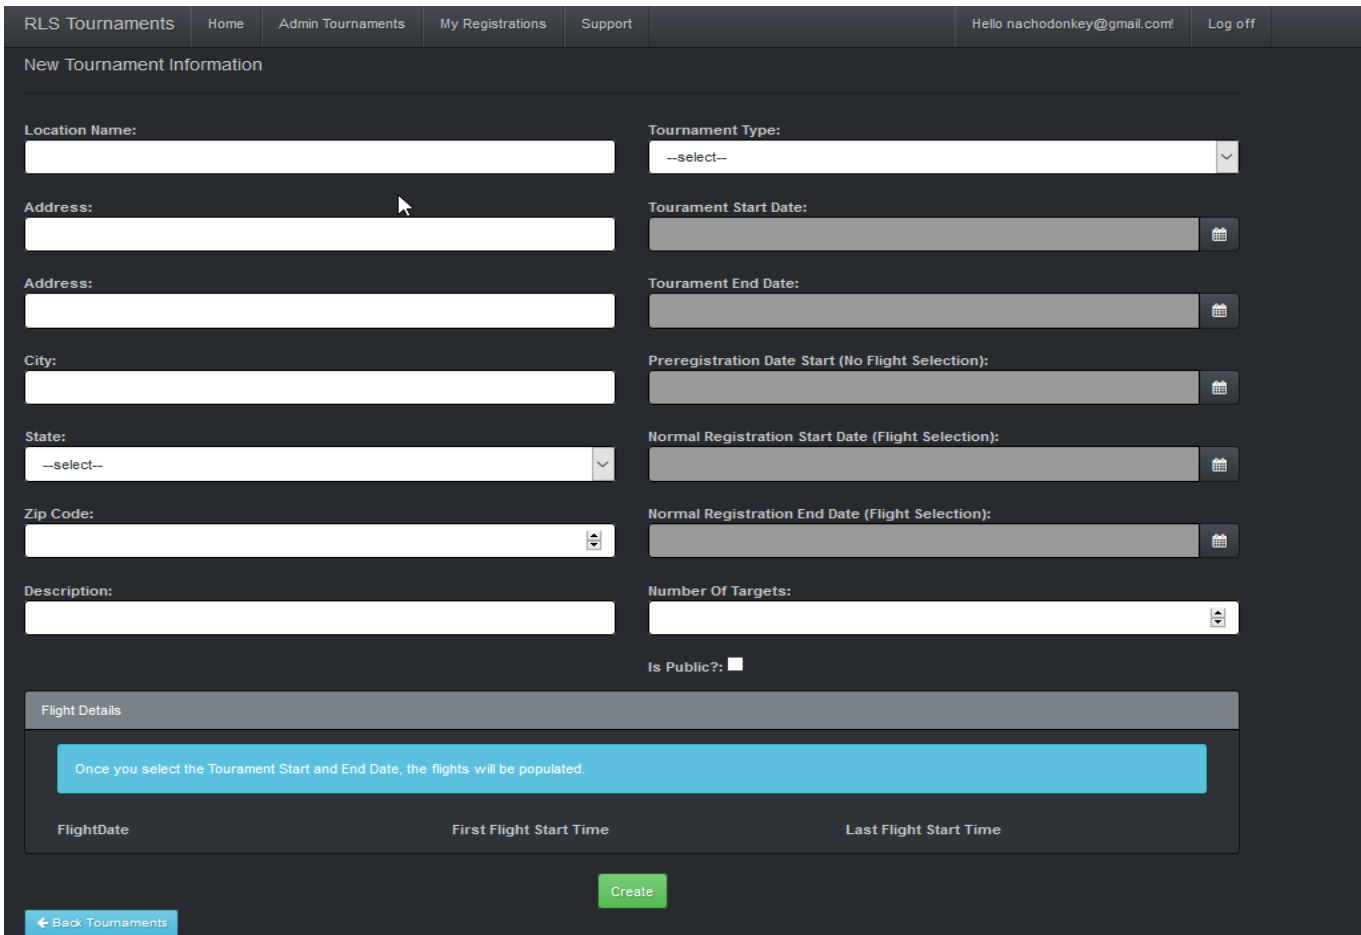 RLS Tournaments Home Admin Tournaments My Registrations Support Hello nachodonkey@gmail.com! Log off
New Tournament Information
Location Name:
Tournament Type:
--select--
Address:
Tourament Start Date:
Address:
Tourament End Date:
City:
Preregistration Date Start (No Flight Selection):
State:
--select--
Normal Registration Start Date (Flight Selection):
Zip Code:
Normal Registration End Date (Flight Selection):
Description:
Number Of Targets:
Is Public?:
Flight Details
Once you select the Tourament Start and End Date, the flights will be populated.
FlightDate First Flight Start Time Last Flight Start Time
Create
Back Tournaments